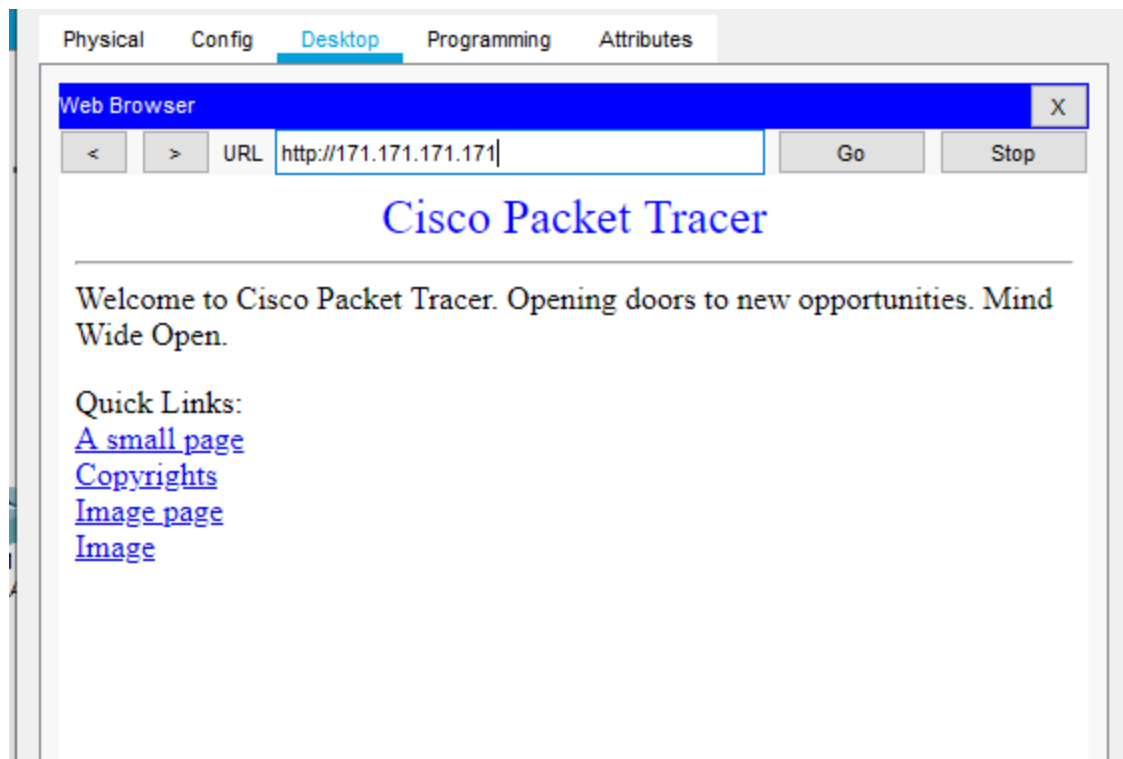 Physical Config Desktop Programming Attributes
Web Browser X
< > URL http://171.171.171.171 Go Stop
Cisco Packet Tracer
Welcome to Cisco Packet Tracer. Opening doors to new opportunities. Mind
Wide Open.
Quick Links:
A small page
Copyrights
Image page
Image